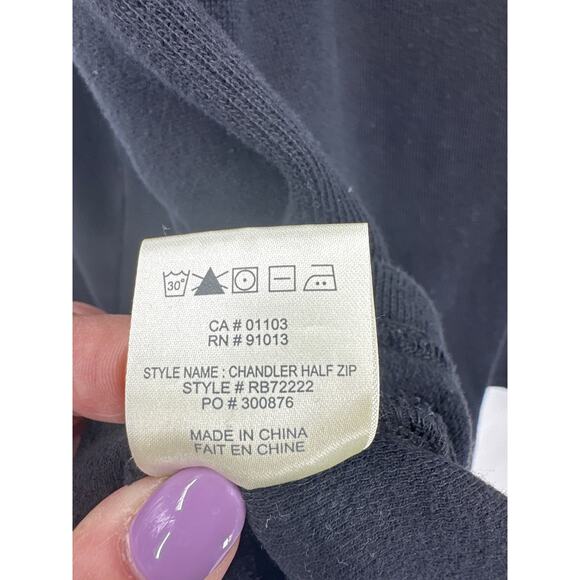 30°
CA # 01103
RN # 91013
STYLE NAME : CHANDLER HALF ZIP
STYLE # RB72222
PO # 300876
MADE IN CHINA
FAIT EN CHINE